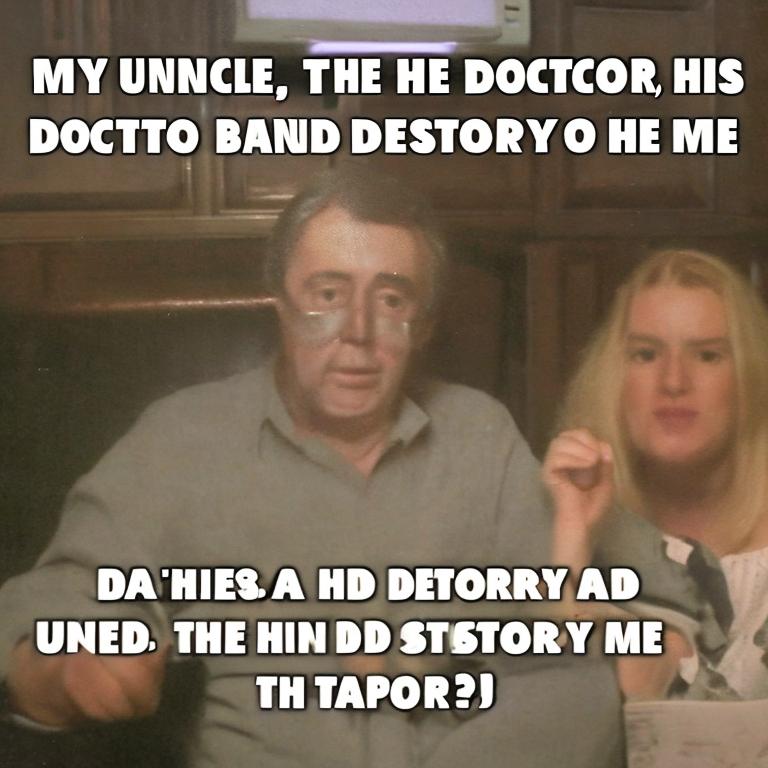 MY UNNCLE, THE HE DOCTCOR, HIS
DOCTTO BAND DESTORY O HE ME
DA'HIES. A HD DETORRY AD
UNED. THE HIN DD STSTORY ME
TH TAPOR?)